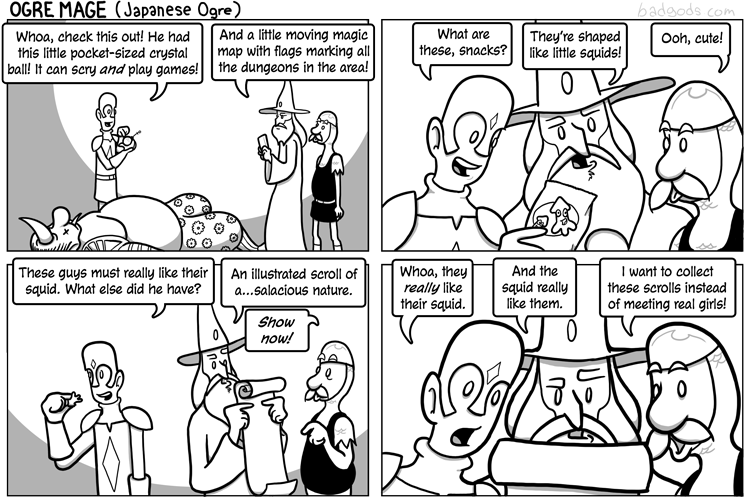 OGRE MAGE (Japanese Ogre)
badgods.com
Whoa, check this out! He had
this little pocket-sized crystal
ball! It can scry and play games!
And a little moving magic
map with flags marking all
the dungeons in the area!
What are
these, snacks?
They're shaped
like little squids!
Ooh, cute!
These guys must really like their
squid. What else did he have?
An illustrated scroll of
a...salacious nature.
Show
now!
Whoa, they
really like
their squid.
And the
squid really
like them.
I want to collect
these scrolls instead
of meeting real girls!